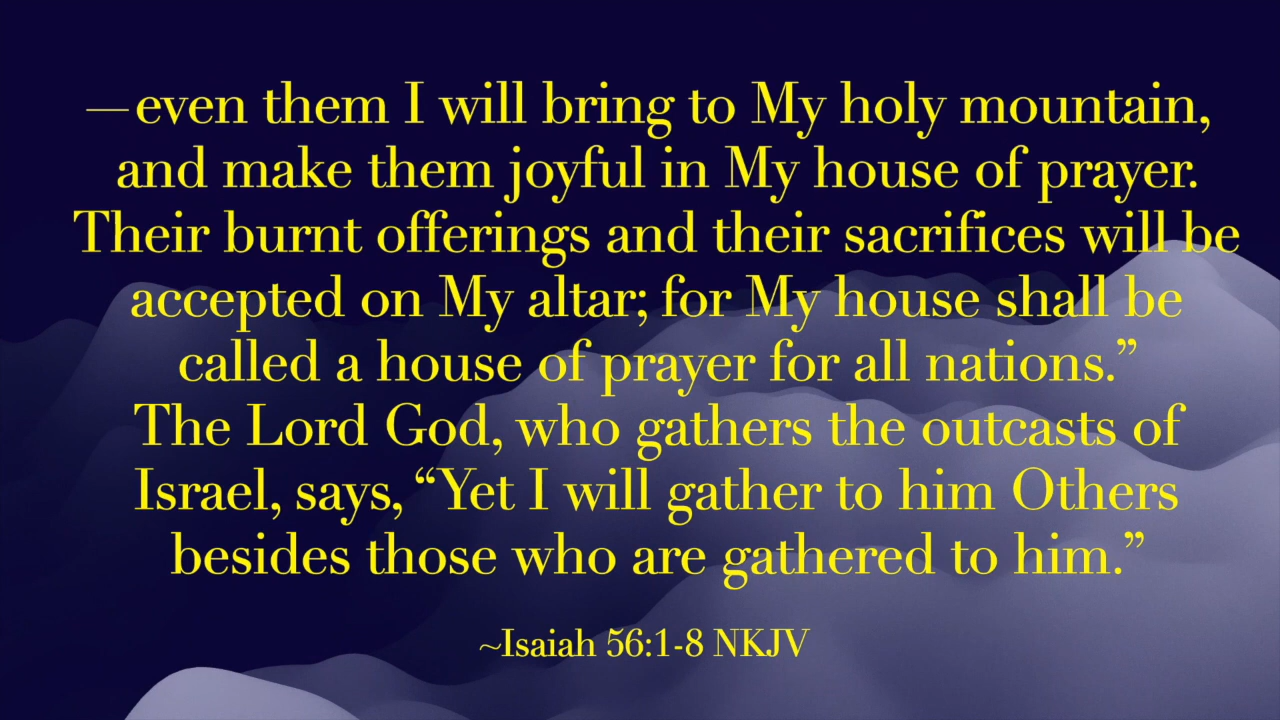 —even them I will bring to My holy mountain,
and make them joyful in My house of prayer.
Their burnt offerings and their sacrifices will be
accepted on My altar; for My house shall be
called a house of prayer for all nations.”
The Lord God, who gathers the outcasts of
Israel, says, “Yet I will gather to him Others
besides those who are gathered to him.”
~Isaiah 56:1-8 NKJV